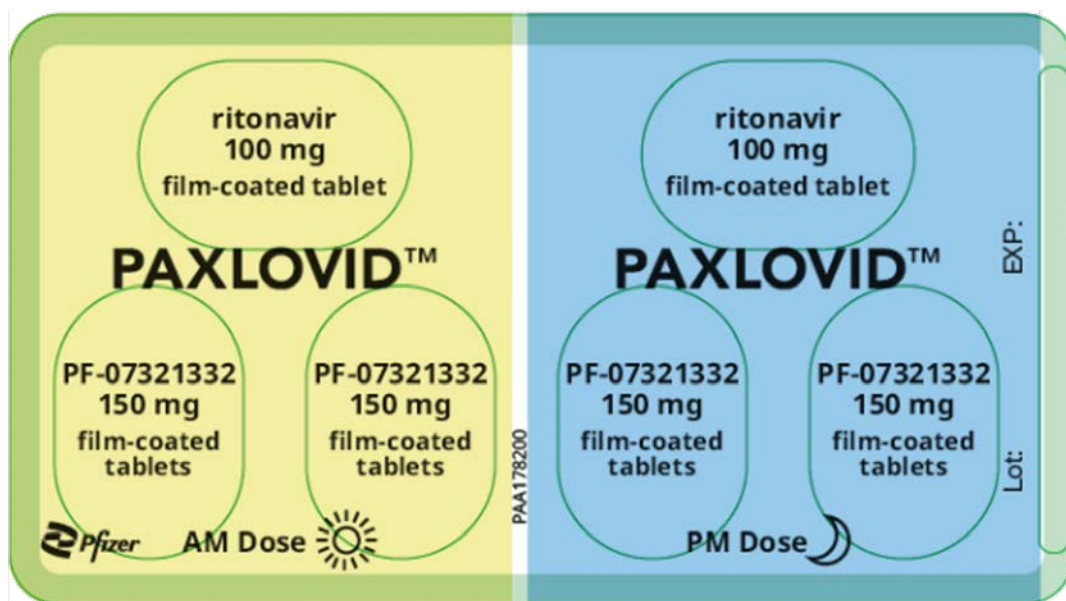 ritonavir
100 mg
film-coated tablet
PAXLOVID™
PF-07321332
150 mg
film-coated
tablets
PF-07321332
150 mg
film-coated
tablets
Pfizer
AM Dose
PAA178200
ritonavir
100 mg
film-coated tablet
PAXLOVID™
PF-07321332
150 mg
film-coated
tablets
PF-07321332
150 mg
film-coated
tablets
PM Dose
EXP:
Lot: